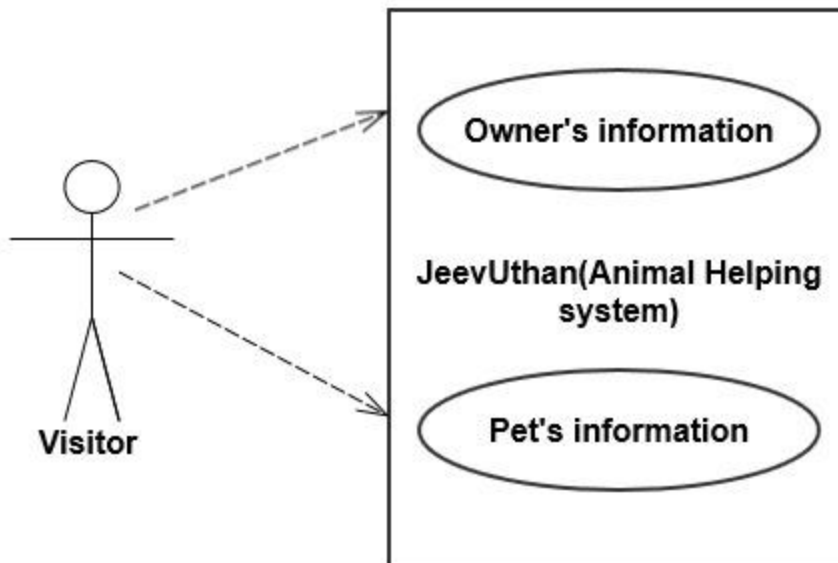 Owner's information
JeevUthan(Animal Helping
system)
Pet's information
Visitor